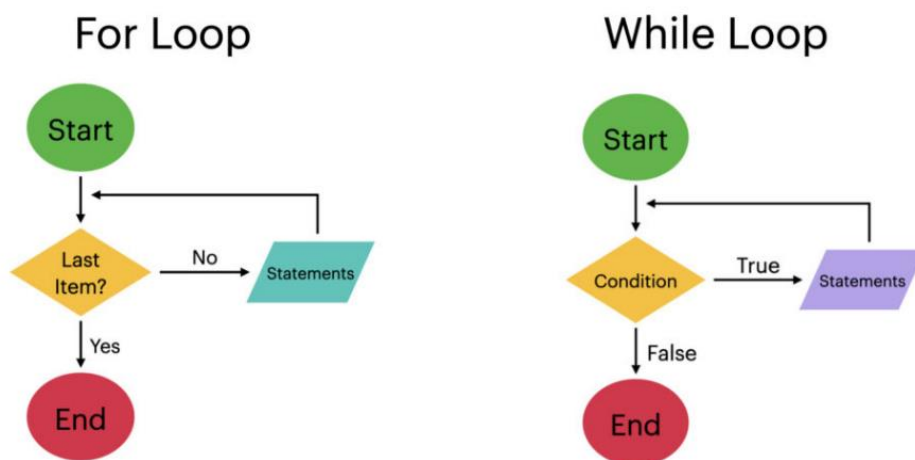 For Loop
Start
Last
Item?
No
Statements
Yes
End
While Loop
Start
Condition
True
Statements
False
End